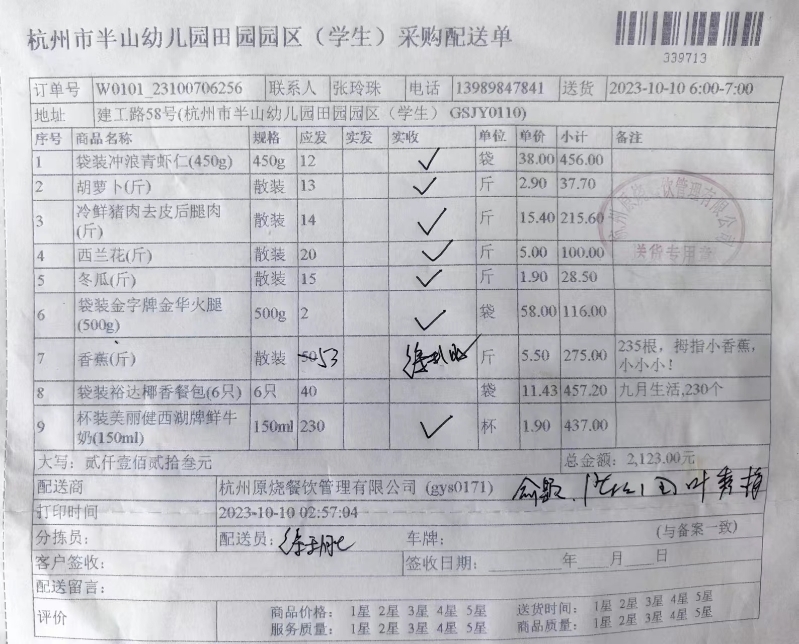 杭州市半山幼儿园田园园区（学生）采购配送单
339713
订单号 W0101_23100706256 联系人 张玲珠 电话 13989847841 送货 2023-10-10 6:00-7:00
地址 建工路58号(杭州市半山幼儿园田园园区（学生） GSJY0110)
序号 商品名称 规格 应发 实发 实收 单位 单价 小计 备注
1 袋装冲浪青虾仁(450g) 450g 12 ✓ 袋 38.00 456.00
2 胡萝卜(斤) 散装 13 ✓ 斤 2.90 37.70
3 冷鲜猪肉去皮后腿肉(斤) 散装 14 ✓ 斤 15.40 215.60
4 西兰花(斤) 散装 20 ✓ 斤 5.00 100.00
5 冬瓜(斤) 散装 15 ✓ 斤 1.90 28.50
6 袋装金字牌金华火腿(500g) 500g 2 ✓ 袋 58.00 116.00
7 香蕉(斤) 散装 50 53 斤 5.50 275.00 235根，拇指小香蕉，小小小！
8 袋装裕达椰香餐包(6只) 6只 40 袋 11.43 457.20 九月生活,230个
9 杯装美丽健西湖牌鲜牛奶(150ml) 150ml 230 ✓ 杯 1.90 437.00
大写：贰仟壹佰贰拾叁元 总金额：2,123.00元
配送商 杭州原烧餐饮管理有限公司 (gys0171)
打印时间 2023-10-10 02:57:04
分拣员： 配送员： 车牌： (与备案一致)
客户签收： 签收日期： 年 月 日
配送留言：
评价 商品价格： 1星 2星 3星 4星 5星 送货时间： 1星 2星 3星 4星 5星
服务质量： 1星 2星 3星 4星 5星 商品质量： 1星 2星 3星 4星 5星